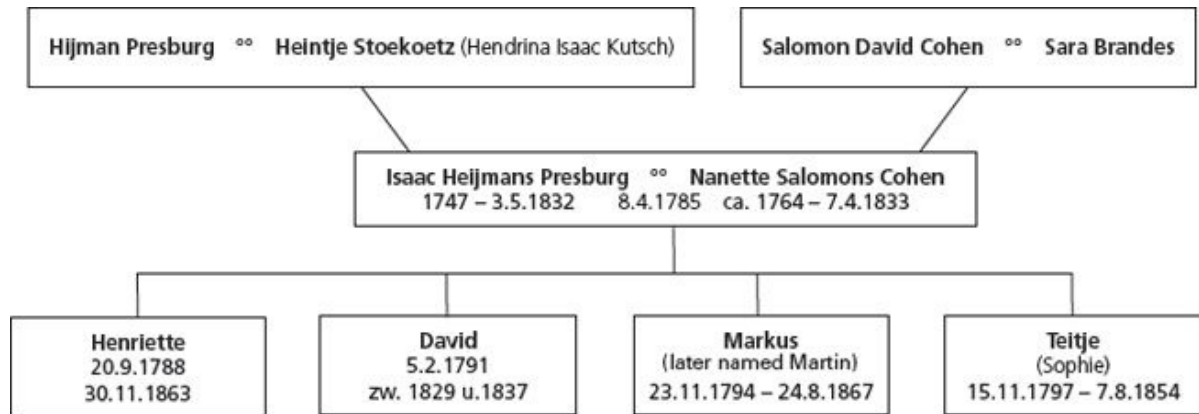 Hijman Presburg °° Heintje Stoekoetz (Hendrina Isaac Kutsch)
Salomon David Cohen °° Sara Brandes
Isaac Heijmans Presburg °° Nanette Salomons Cohen
1747 – 3.5.1832 8.4.1785 ca. 1764 – 7.4.1833
Henriette
20.9.1788
30.11.1863
David
5.2.1791
zw. 1829 u.1837
Markus
(later named Martin)
23.11.1794 – 24.8.1867
Teitje
(Sophie)
15.11.1797 – 7.8.1854